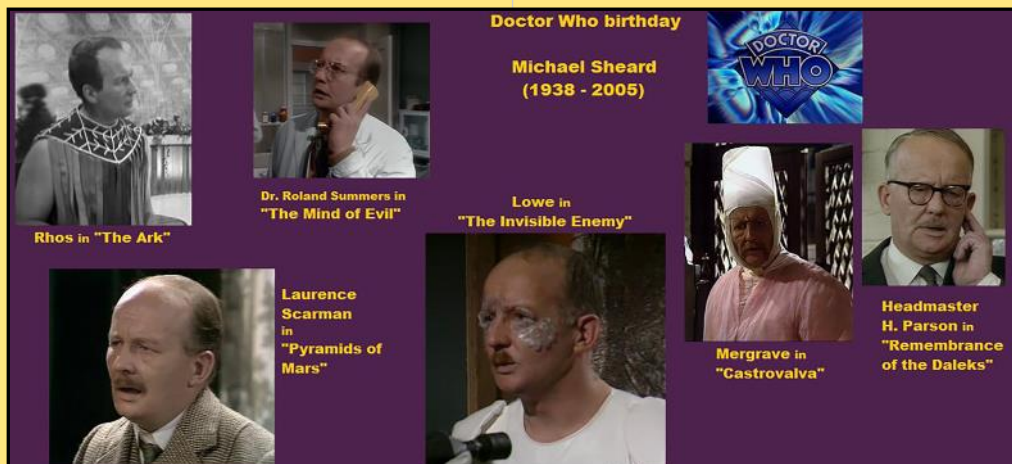 Doctor Who birthday
Michael Sheard
(1938 - 2005)
DOCTOR
WHO
Rhos in "The Ark"
Dr. Roland Summers in
"The Mind of Evil"
Lowe in
"The Invisible Enemy"
Laurence
Scarman
in
"Pyramids of
Mars"
Mergrave in
"Castrovalva"
Headmaster
H. Parson in
"Remembrance
of the Daleks"